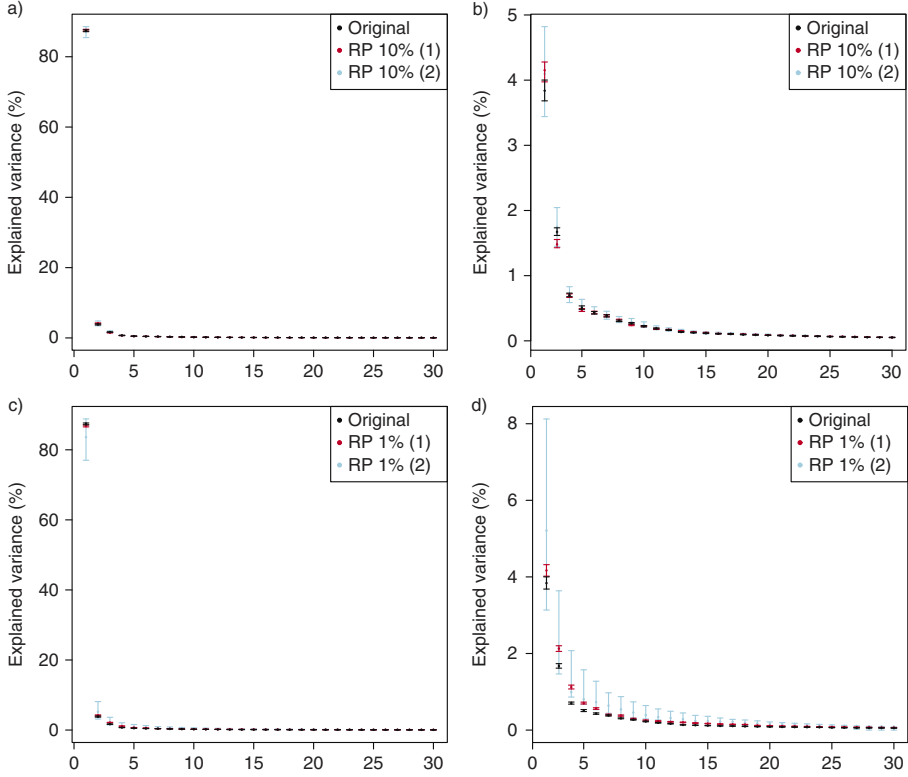 a)
Explained variance (%)
80
60
40
20
0
0 5 10 15 20 25 30
Original
RP 10% (1)
RP 10% (2)
b)
Explained variance (%)
5
4
3
2
1
0
0 5 10 15 20 25 30
Original
RP 10% (1)
RP 10% (2)
c)
Explained variance (%)
80
60
40
20
0
0 5 10 15 20 25 30
Original
RP 1% (1)
RP 1% (2)
d)
Explained variance (%)
8
6
4
2
0
0 5 10 15 20 25 30
Original
RP 1% (1)
RP 1% (2)